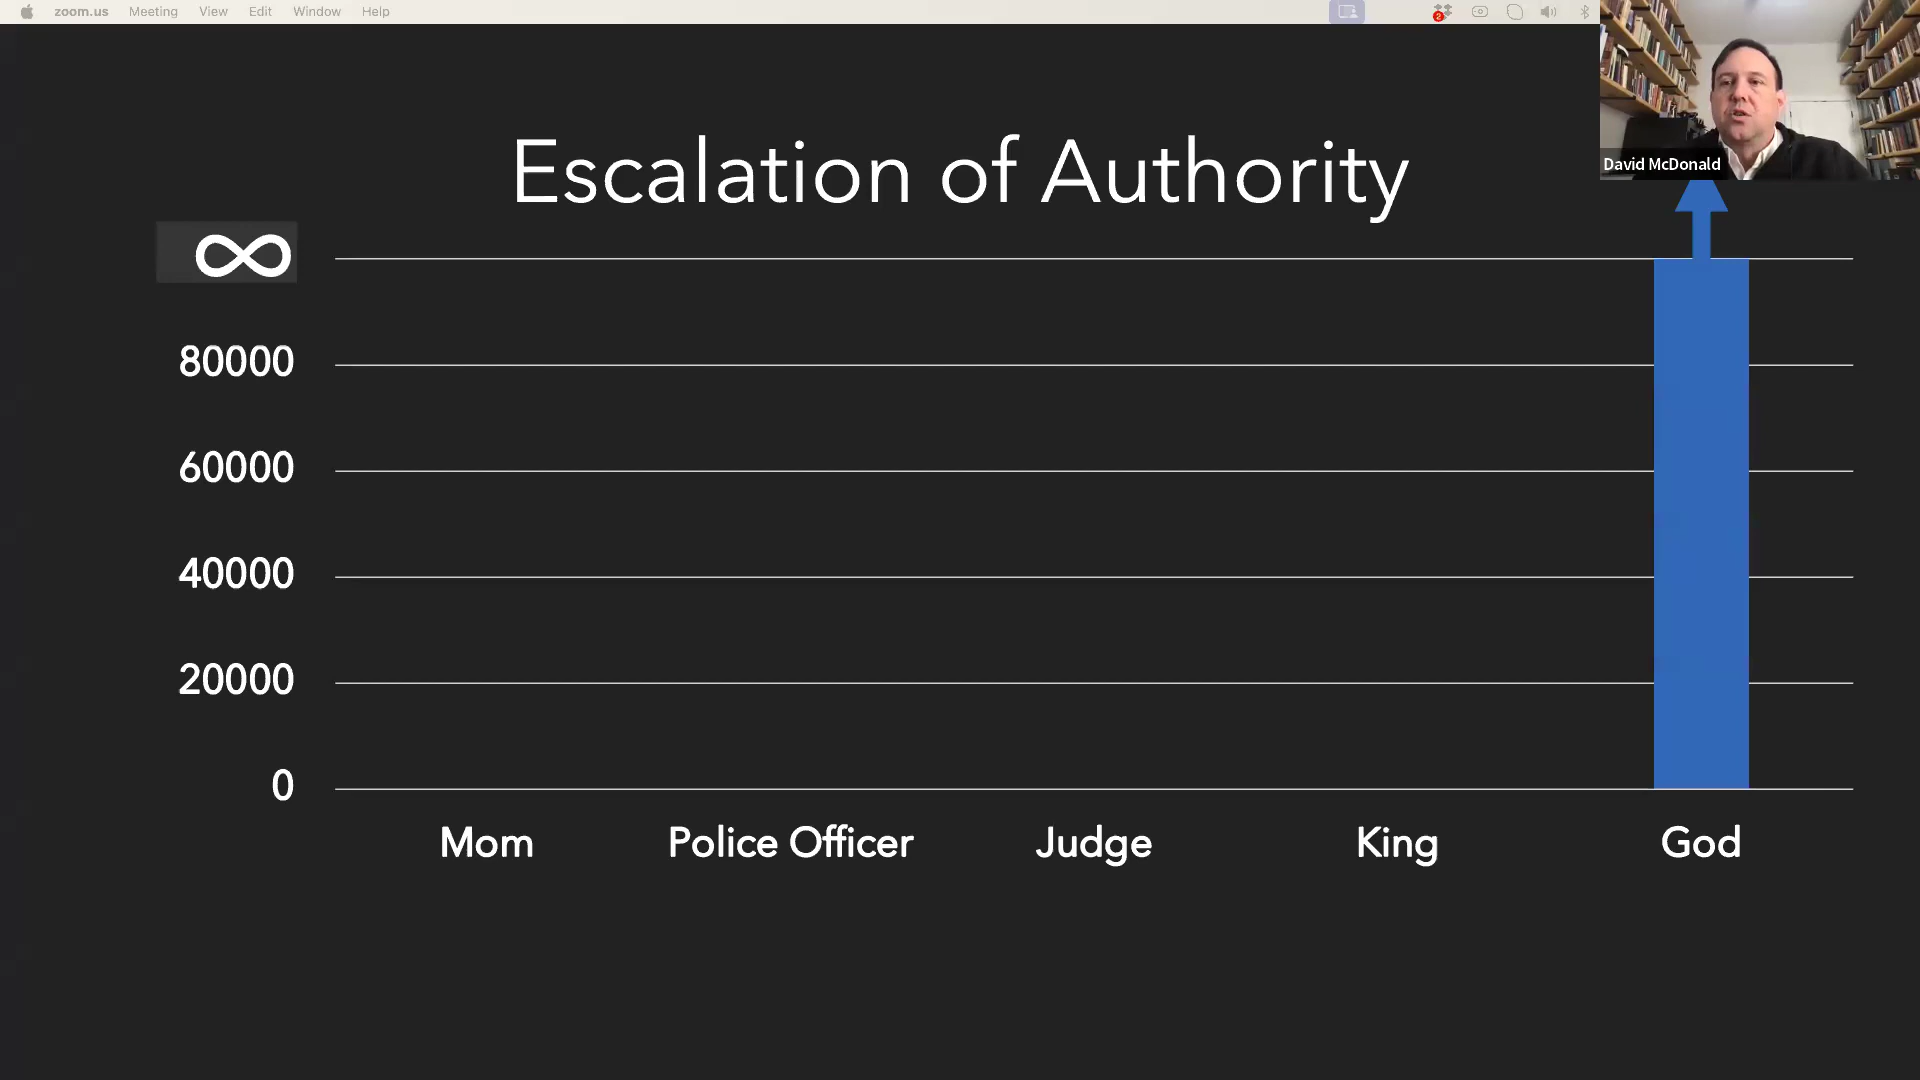 zoom.us Meeting View Edit Window Help
2
David McDonald
Escalation of Authority
∞
80000
60000
40000
20000
0
Mom Police Officer Judge King God